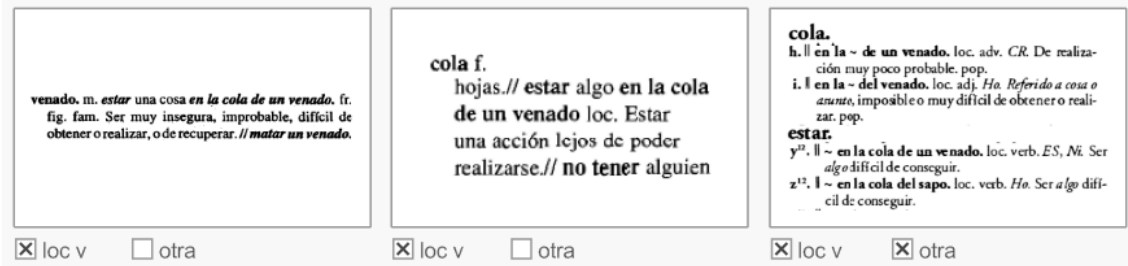 venado. m. estar una cosa en la cola de un venado. fr.
fig. fam. Ser muy insegura, improbable, difícil de
obtener o realizar, o de recuperar. // matar un venado.
loc v otra
cola f.
hojas.// estar algo en la cola
de un venado loc. Estar
una acción lejos de poder
realizarse.// no tener alguien
loc v otra
cola.
h. || en la ~ de un venado. loc. adv. CR. De realiza-
ción muy poco probable. pop.
i. || en la ~ del venado. loc. adj. Ho. Referido a cosa o
asunto, imposible o muy difícil de obtener o reali-
zar. pop.
estar.
y¹². || ~ en la cola de un venado. loc. verb. ES, Ni. Ser
algo difícil de conseguir.
z¹². || ~ en la cola del sapo. loc. verb. Ho. Ser algo difí-
cil de conseguir.
loc v otra